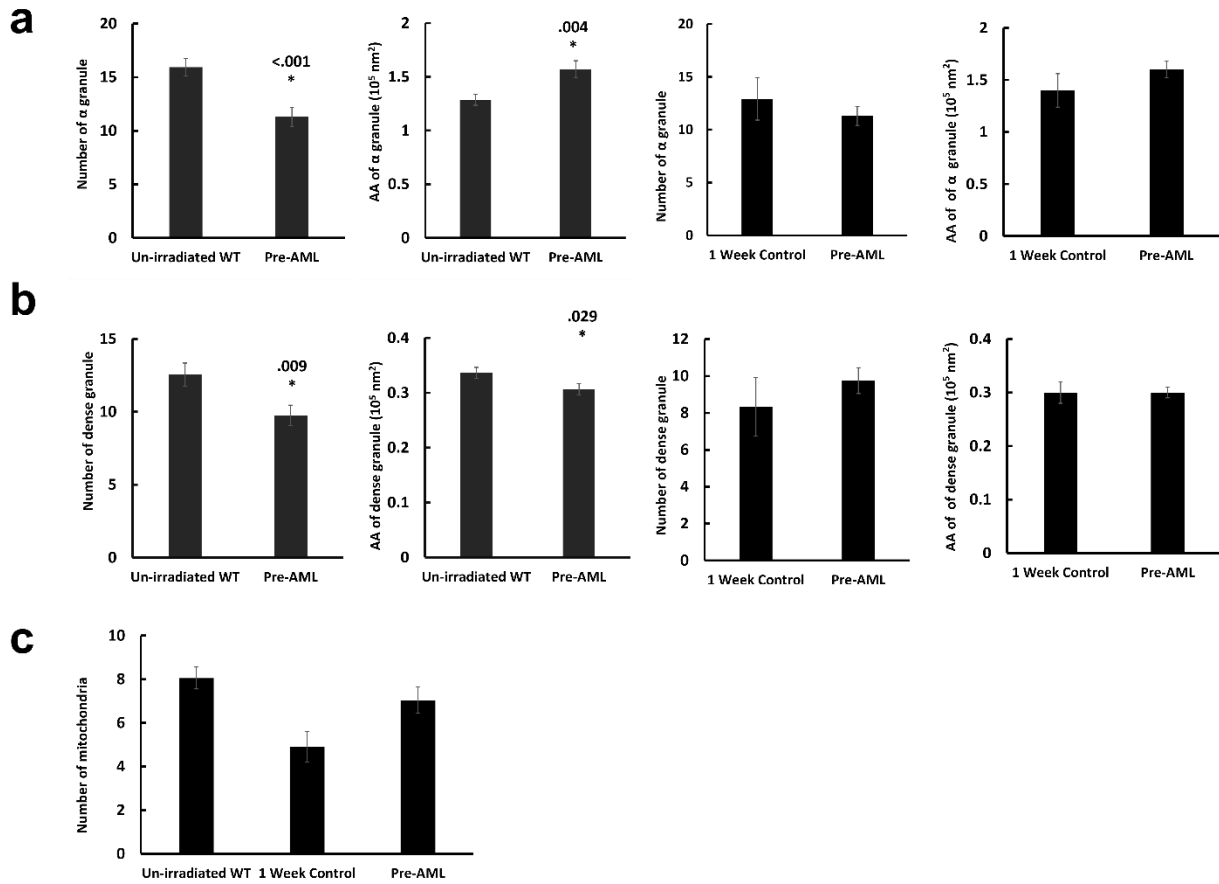 a
Number of α granule
20
15
10
5
0
<.001
*
Un-irradiated WT Pre-AML
AA of α granule (10⁵ nm²)
2
1.5
1
0.5
0
.004
*
Un-irradiated WT Pre-AML
Number of α granule
20
15
10
5
0
1 Week Control Pre-AML
AA of of α granule (10⁵ nm²)
2
1.5
1
0.5
0
1 Week Control Pre-AML
b
Number of dense granule
15
10
5
0
.009
*
Un-irradiated WT Pre-AML
AA of dense granule (10⁵ nm²)
0.4
0.3
0.2
0.1
0
.029
*
Un-irradiated WT Pre-AML
Number of dense granule
12
10
8
6
4
2
0
1 Week Control Pre-AML
AA of of dense granule (10⁵ nm²)
0.4
0.3
0.2
0.1
0
1 Week Control Pre-AML
c
Number of mitochondria
10
8
6
4
2
0
Un-irradiated WT 1 Week Control Pre-AML